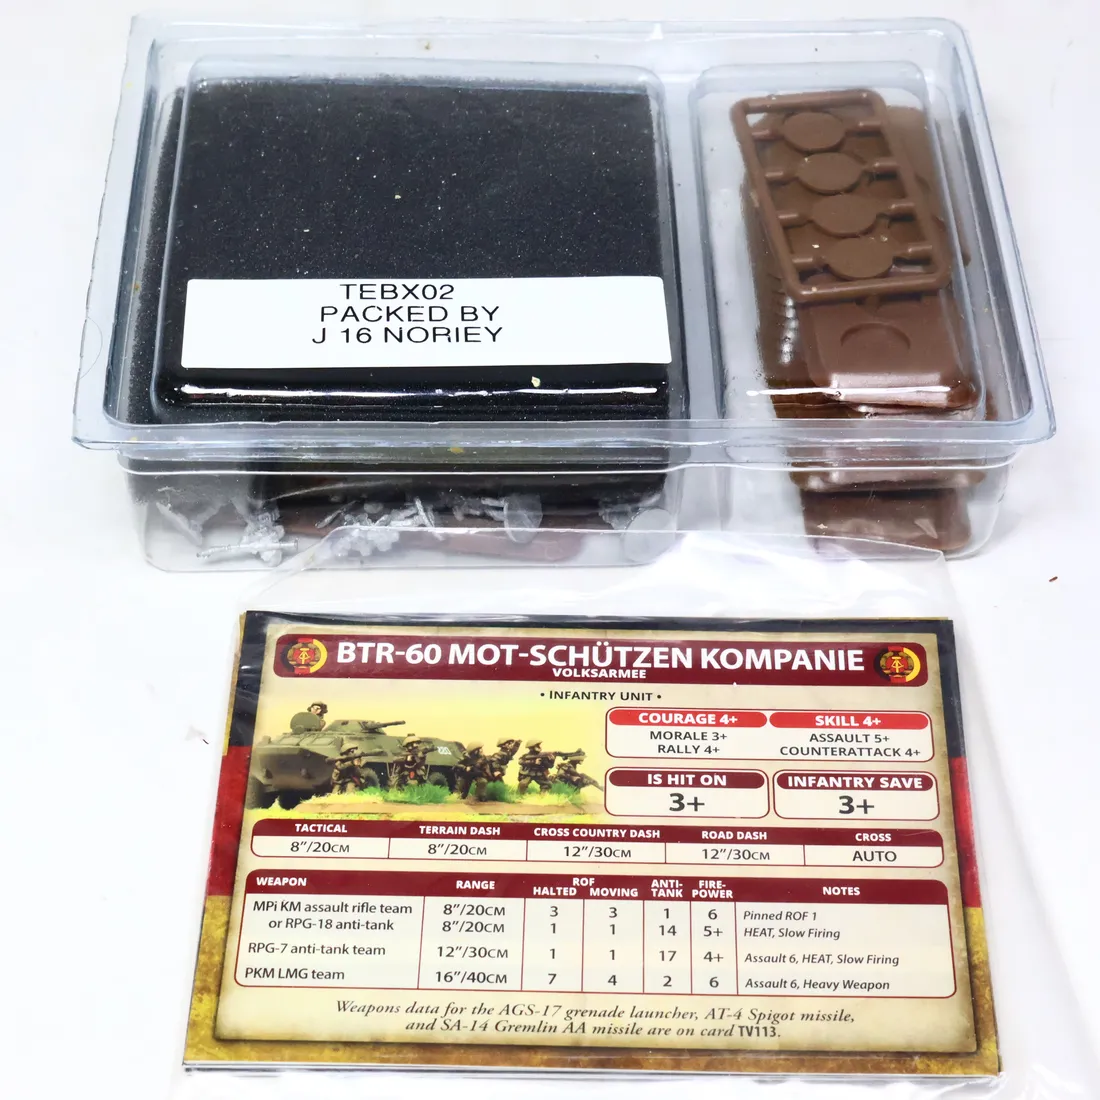 TEBX02
PACKED BY
J 16 NORIEY
BTR-60 MOT-SCHÜTZEN KOMPANIE
VOLKSARMEE
• INFANTRY UNIT •
COURAGE 4+
MORALE 3+
RALLY 4+
SKILL 4+
ASSAULT 5+
COUNTERATTACK 4+
IS HIT ON
3+
INFANTRY SAVE
3+
TACTICAL TERRAIN DASH CROSS COUNTRY DASH ROAD DASH CROSS
8”/20CM 8”/20CM 12”/30CM 12”/30CM AUTO
WEAPON RANGE ROF HALTED MOVING ANTI-TANK FIRE-POWER NOTES
MPi KM assault rifle team 8”/20CM 3 3 1 6 Pinned ROF 1
or RPG-18 anti-tank 8”/20CM 1 1 14 5+ HEAT, Slow Firing
RPG-7 anti-tank team 12”/30CM 1 1 17 4+ Assault 6, HEAT, Slow Firing
PKM LMG team 16”/40CM 7 4 2 6 Assault 6, Heavy Weapon
Weapons data for the AGS-17 grenade launcher, AT-4 Spigot missile,
and SA-14 Gremlin AA missile are on card TV113.